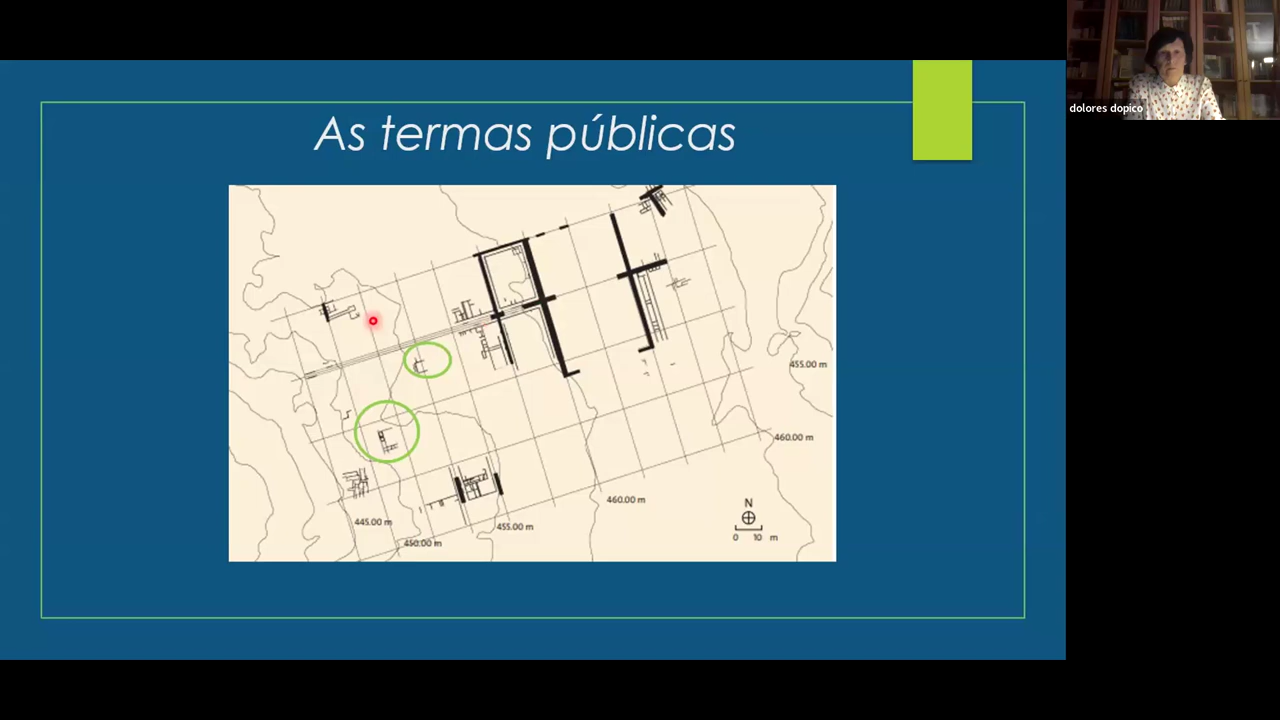 As termas públicas
dolores dopico
455.00 m
460.00 m
460.00 m
N
0 10 m
445.00 m
455.00 m
450.00 m